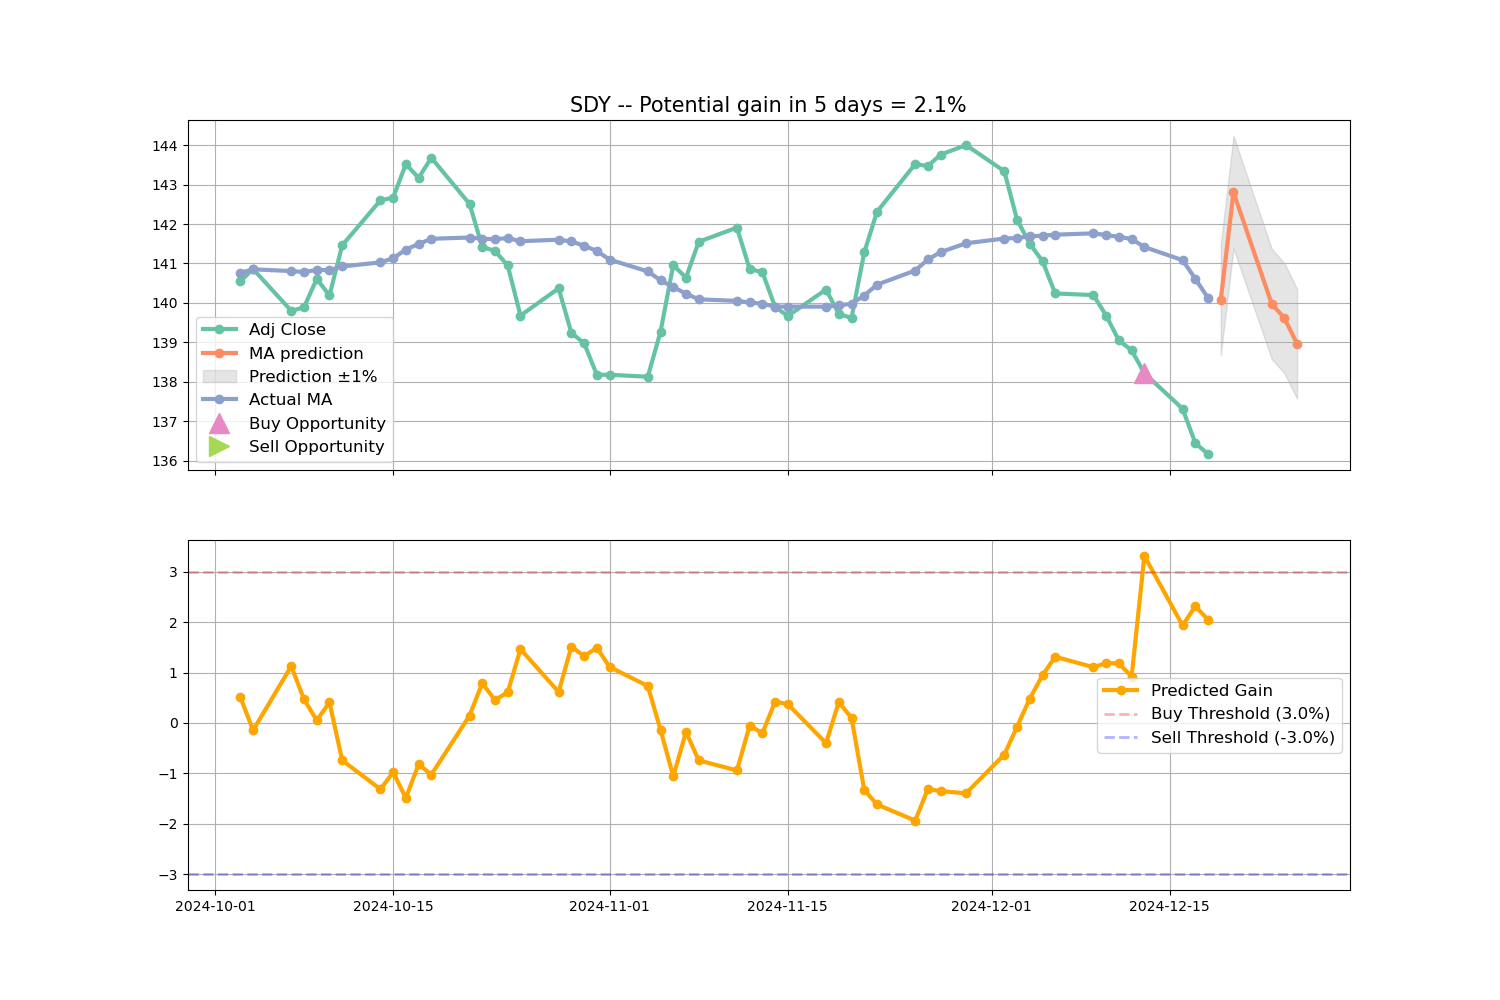 SDY -- Potential gain in 5 days = 2.1%
144
143
142
141
140
139
138
137
136
Adj Close
MA prediction
Prediction ±1%
Actual MA
Buy Opportunity
Sell Opportunity
3
2
1
0
−1
−2
−3
Predicted Gain
Buy Threshold (3.0%)
Sell Threshold (-3.0%)
2024-10-01 2024-10-15 2024-11-01 2024-11-15 2024-12-01 2024-12-15